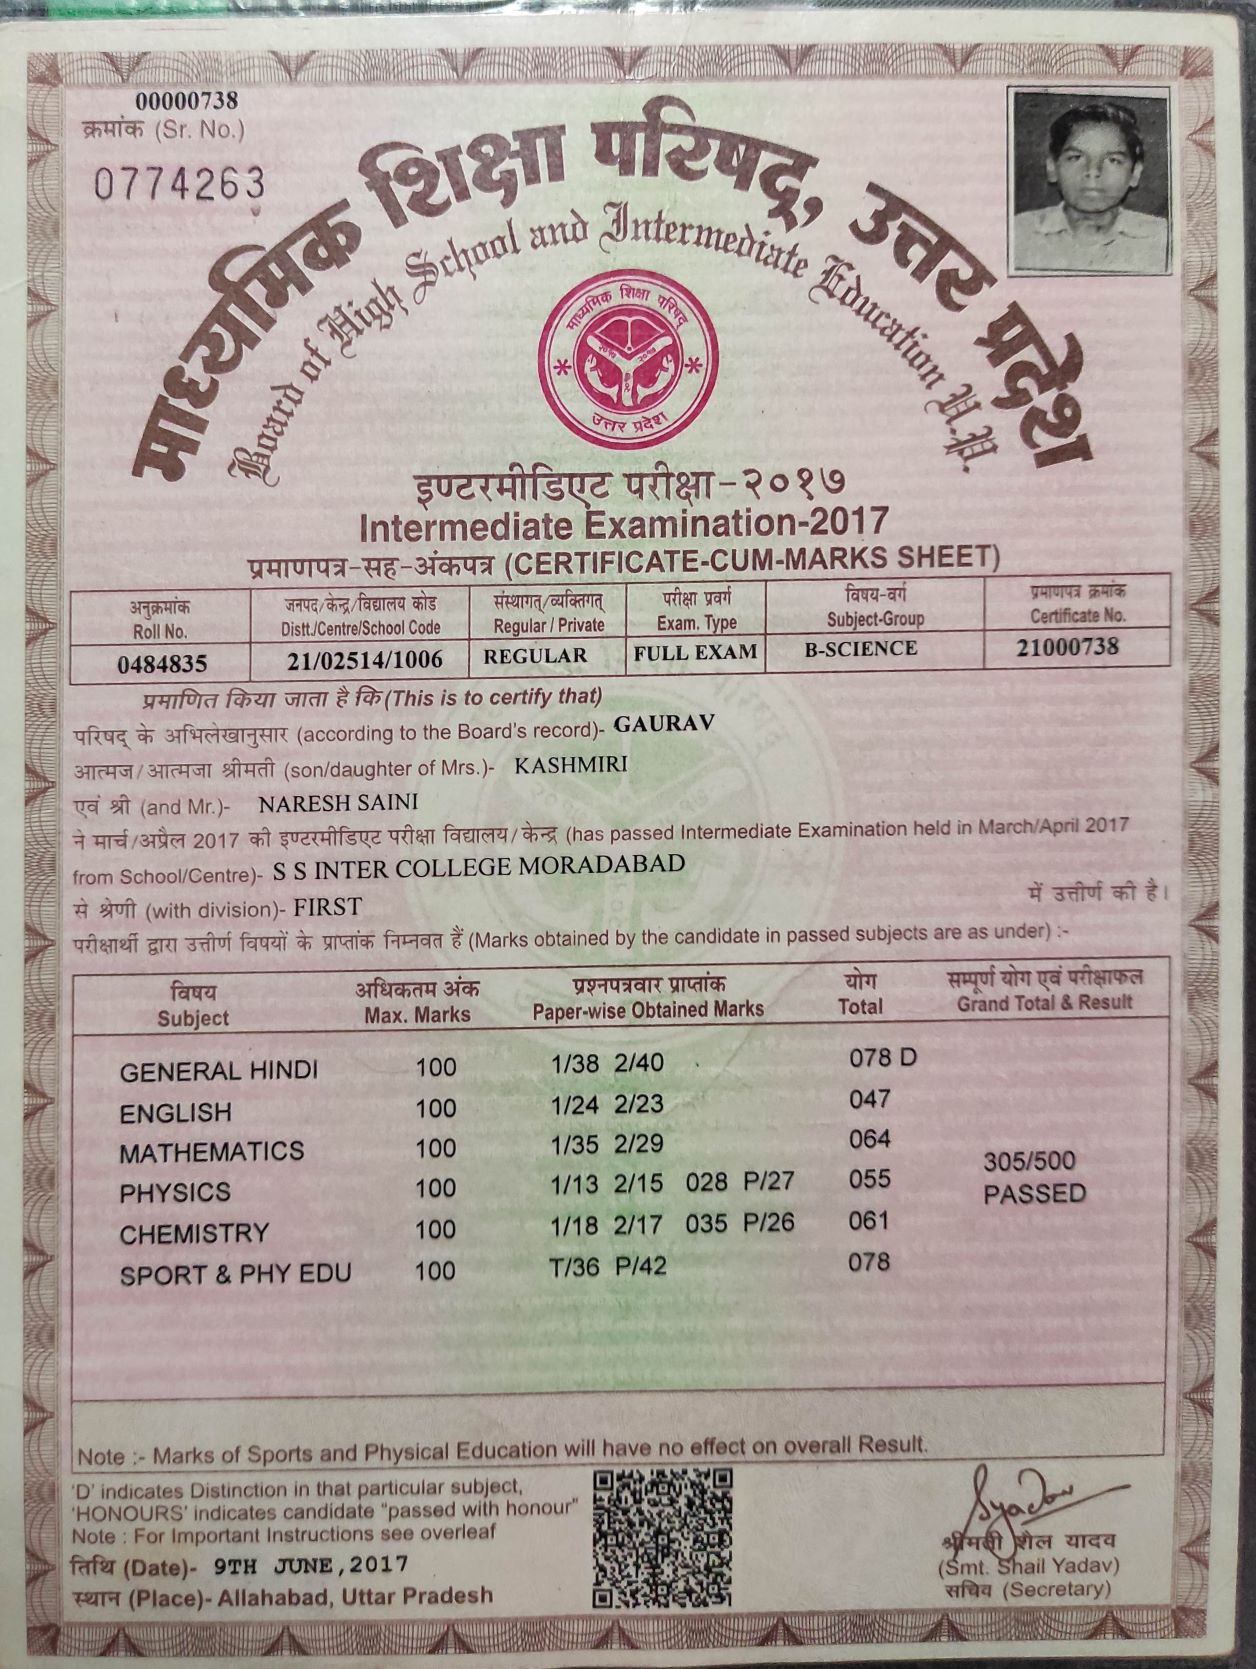 00000738
क्रमांक (Sr. No.)
0774263
माध्यमिक शिक्षा परिषद्, उत्तर प्रदेश
Board of High School and Intermediate Education U.P.
माध्यमिक शिक्षा परिषद्
उत्तर प्रदेश
इण्टरमीडिएट परीक्षा-२०१७
Intermediate Examination-2017
प्रमाणपत्र-सह-अंकपत्र (CERTIFICATE-CUM-MARKS SHEET)
अनुक्रमांक जनपद/केन्द्र/विद्यालय कोड संस्थागत्/व्यक्तिगत् परीक्षा प्रवर्ग विषय-वर्ग प्रमाणपत्र क्रमांक
Roll No. Distt./Centre/School Code Regular / Private Exam. Type Subject-Group Certificate No.
0484835 21/02514/1006 REGULAR FULL EXAM B-SCIENCE 21000738
प्रमाणित किया जाता है कि (This is to certify that)
परिषद् के अभिलेखानुसार (according to the Board's record)- GAURAV
आत्मज/आत्मजा श्रीमती (son/daughter of Mrs.)- KASHMIRI
एवं श्री (and Mr.)- NARESH SAINI
ने मार्च/अप्रैल 2017 की इण्टरमीडिएट परीक्षा विद्यालय/केन्द्र (has passed Intermediate Examination held in March/April 2017
from School/Centre)- S S INTER COLLEGE MORADABAD
से श्रेणी (with division)- FIRST में उत्तीर्ण की है।
परीक्षार्थी द्वारा उत्तीर्ण विषयों के प्राप्तांक निम्नवत हैं (Marks obtained by the candidate in passed subjects are as under) :-
विषय अधिकतम अंक प्रश्नपत्रवार प्राप्तांक योग सम्पूर्ण योग एवं परीक्षाफल
Subject Max. Marks Paper-wise Obtained Marks Total Grand Total & Result
GENERAL HINDI 100 1/38 2/40 078 D
ENGLISH 100 1/24 2/23 047
MATHEMATICS 100 1/35 2/29 064
305/500
PHYSICS 100 1/13 2/15 028 P/27 055 PASSED
CHEMISTRY 100 1/18 2/17 035 P/26 061
SPORT & PHY EDU 100 T/36 P/42 078
Note :- Marks of Sports and Physical Education will have no effect on overall Result.
'D' indicates Distinction in that particular subject,
'HONOURS' indicates candidate "passed with honour"
Note : For Important Instructions see overleaf
तिथि (Date)- 9TH JUNE,2017
स्थान (Place)- Allahabad, Uttar Pradesh
Syadav
श्रीमती शैल यादव
(Smt. Shail Yadav)
सचिव (Secretary)